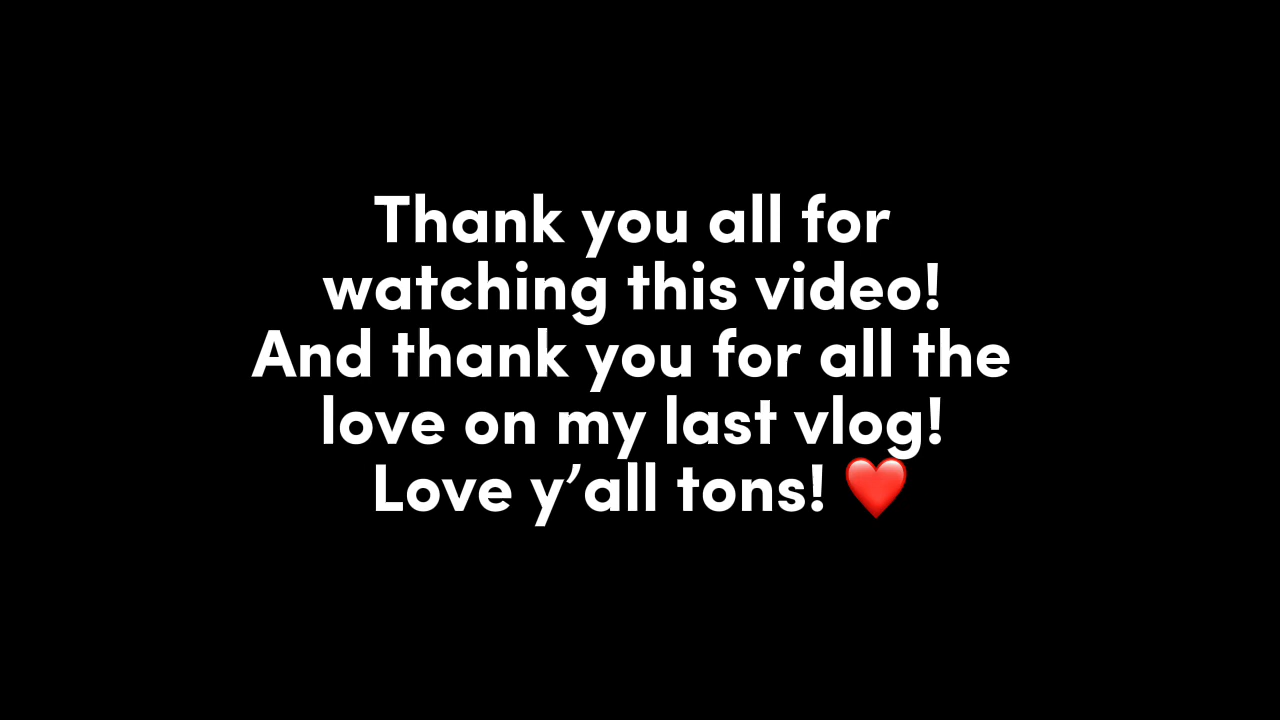 Thank you all for
watching this video!
And thank you for all the
love on my last vlog!
Love y’all tons! ❤️